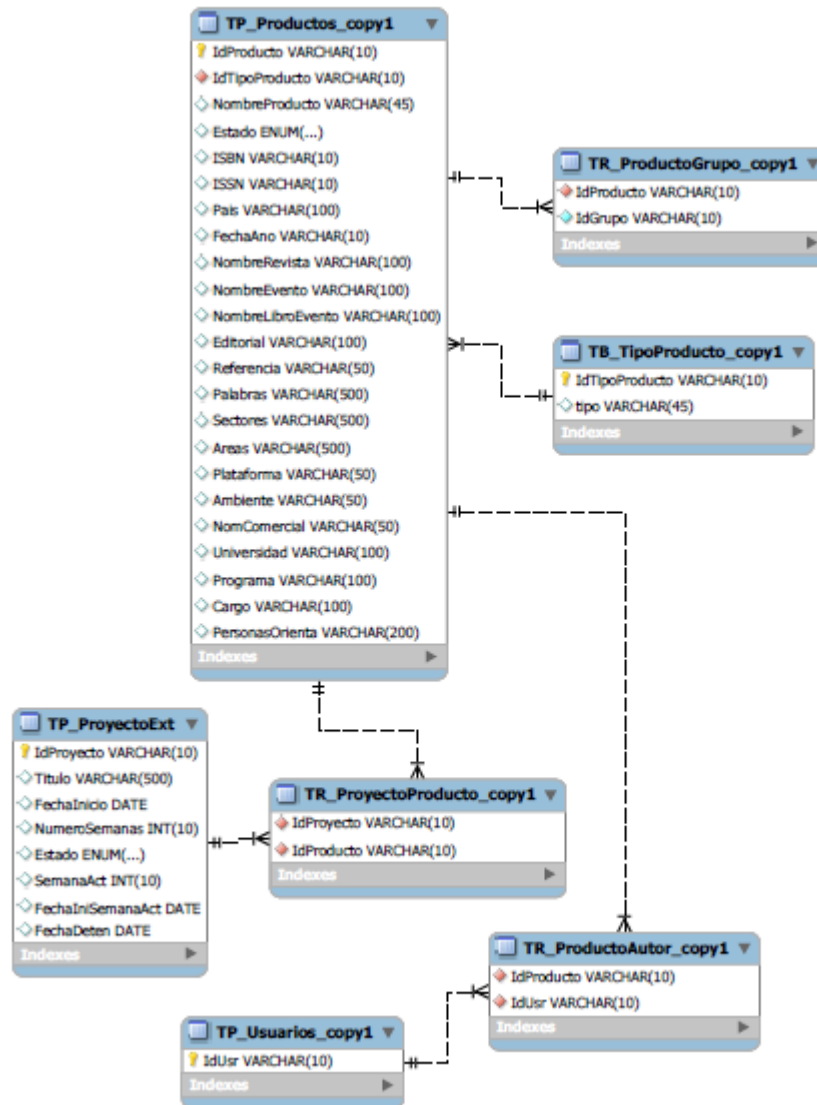 TP_Productos_copy1
IdProducto VARCHAR(10)
IdTipoProducto VARCHAR(10)
NombreProducto VARCHAR(45)
Estado ENUM(...)
ISBN VARCHAR(10)
ISSN VARCHAR(10)
Pais VARCHAR(100)
FechaAno VARCHAR(10)
NombreRevista VARCHAR(100)
NombreEvento VARCHAR(100)
NombreLibroEvento VARCHAR(100)
Editorial VARCHAR(100)
Referencia VARCHAR(50)
Palabras VARCHAR(500)
Sectores VARCHAR(500)
Areas VARCHAR(500)
Plataforma VARCHAR(50)
Ambiente VARCHAR(50)
NomComercial VARCHAR(50)
Universidad VARCHAR(100)
Programa VARCHAR(100)
Cargo VARCHAR(100)
PersonasOrienta VARCHAR(200)
Indexes
TR_ProductoGrupo_copy1
IdProducto VARCHAR(10)
IdGrupo VARCHAR(10)
Indexes
TB_TipoProducto_copy1
IdTipoProducto VARCHAR(10)
tipo VARCHAR(45)
Indexes
TP_ProyectoExt
IdProyecto VARCHAR(10)
Titulo VARCHAR(500)
FechaInicio DATE
NumeroSemanas INT(10)
Estado ENUM(...)
SemanaAct INT(10)
FechaIniSemanaAct DATE
FechaDeten DATE
Indexes
TR_ProyectoProducto_copy1
IdProyecto VARCHAR(10)
IdProducto VARCHAR(10)
Indexes
TR_ProductoAutor_copy1
IdProducto VARCHAR(10)
IdUsr VARCHAR(10)
Indexes
TP_Usuarios_copy1
IdUsr VARCHAR(10)
Indexes